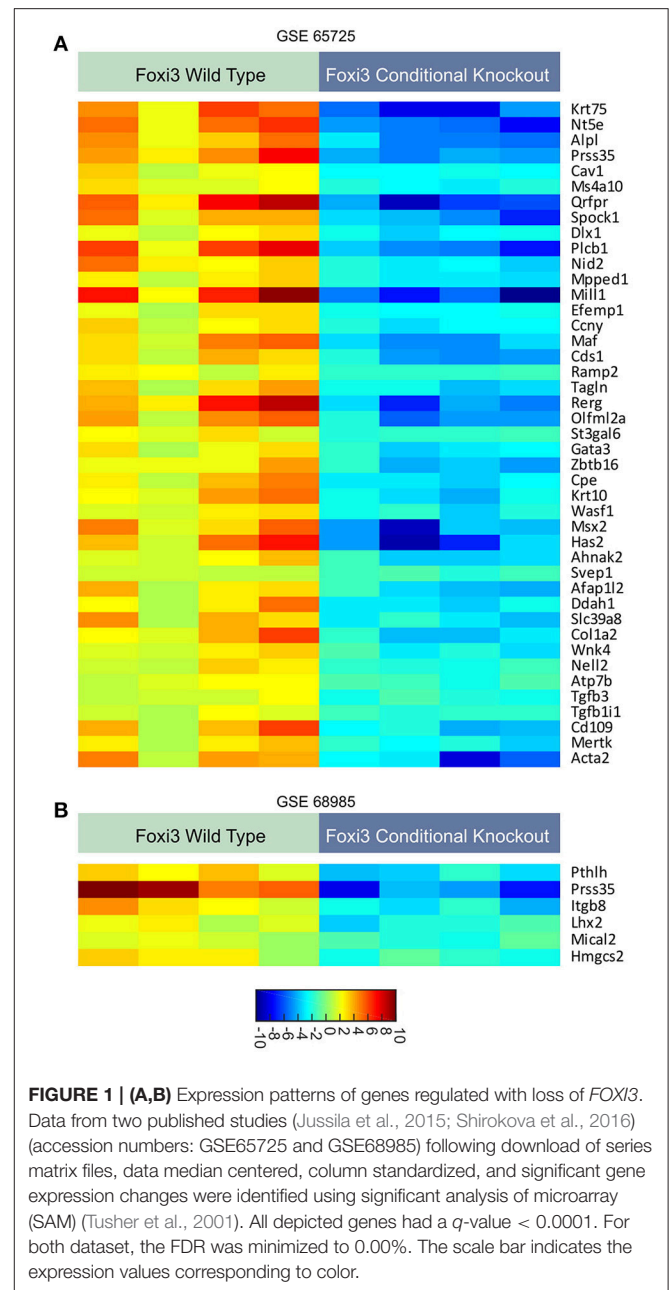 A
GSE 65725
Foxi3 Wild Type
Foxi3 Conditional Knockout
Krt75
Nt5e
Alpl
Prss35
Cav1
Ms4a10
Qrfpr
Spock1
Dlx1
Plcb1
Nid2
Mpped1
Mill1
Efemp1
Ccny
Maf
Cds1
Ramp2
Tagln
Rerg
Olfml2a
St3gal6
Gata3
Zbtb16
Cpe
Krt10
Wasf1
Msx2
Has2
Ahnak2
Svep1
Afap1l2
Ddah1
Slc39a8
Col1a2
Wnk4
Nell2
Atp7b
Tgfb3
Tgfb1i1
Cd109
Mertk
Acta2
B
GSE 68985
Foxi3 Wild Type
Foxi3 Conditional Knockout
Pthlh
Prss35
Itgb8
Lhx2
Mical2
Hmgcs2
-10 -8 -6 -4 -2 0 2 4 6 8 10
FIGURE 1 | (A,B) Expression patterns of genes regulated with loss of FOXI3.
Data from two published studies (Jussila et al., 2015; Shirokova et al., 2016)
(accession numbers: GSE65725 and GSE68985) following download of series
matrix files, data median centered, column standardized, and significant gene
expression changes were identified using significant analysis of microarray
(SAM) (Tusher et al., 2001). All depicted genes had a q-value < 0.0001. For
both dataset, the FDR was minimized to 0.00%. The scale bar indicates the
expression values corresponding to color.